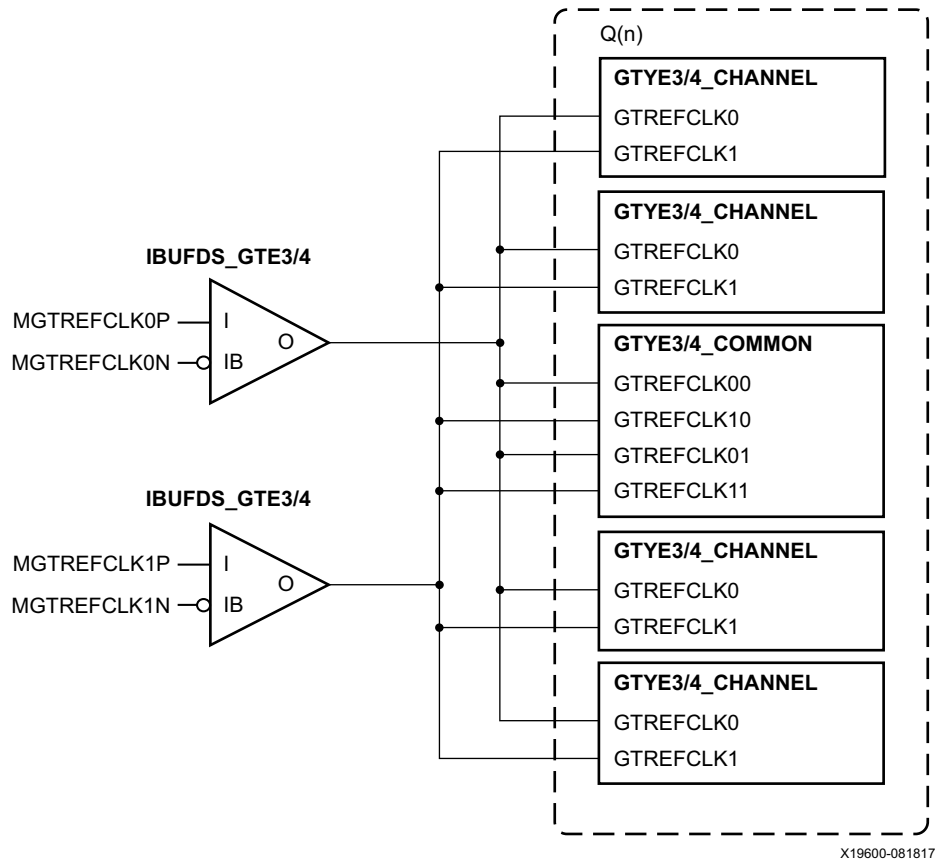 Q(n)
GTYE3/4_CHANNEL
GTREFCLK0
GTREFCLK1
GTYE3/4_CHANNEL
GTREFCLK0
GTREFCLK1
IBUFDS_GTE3/4
MGTREFCLK0P
I
O
MGTREFCLK0N
IB
GTYE3/4_COMMON
GTREFCLK00
GTREFCLK10
GTREFCLK01
GTREFCLK11
IBUFDS_GTE3/4
MGTREFCLK1P
I
O
MGTREFCLK1N
IB
GTYE3/4_CHANNEL
GTREFCLK0
GTREFCLK1
GTYE3/4_CHANNEL
GTREFCLK0
GTREFCLK1
X19600-081817